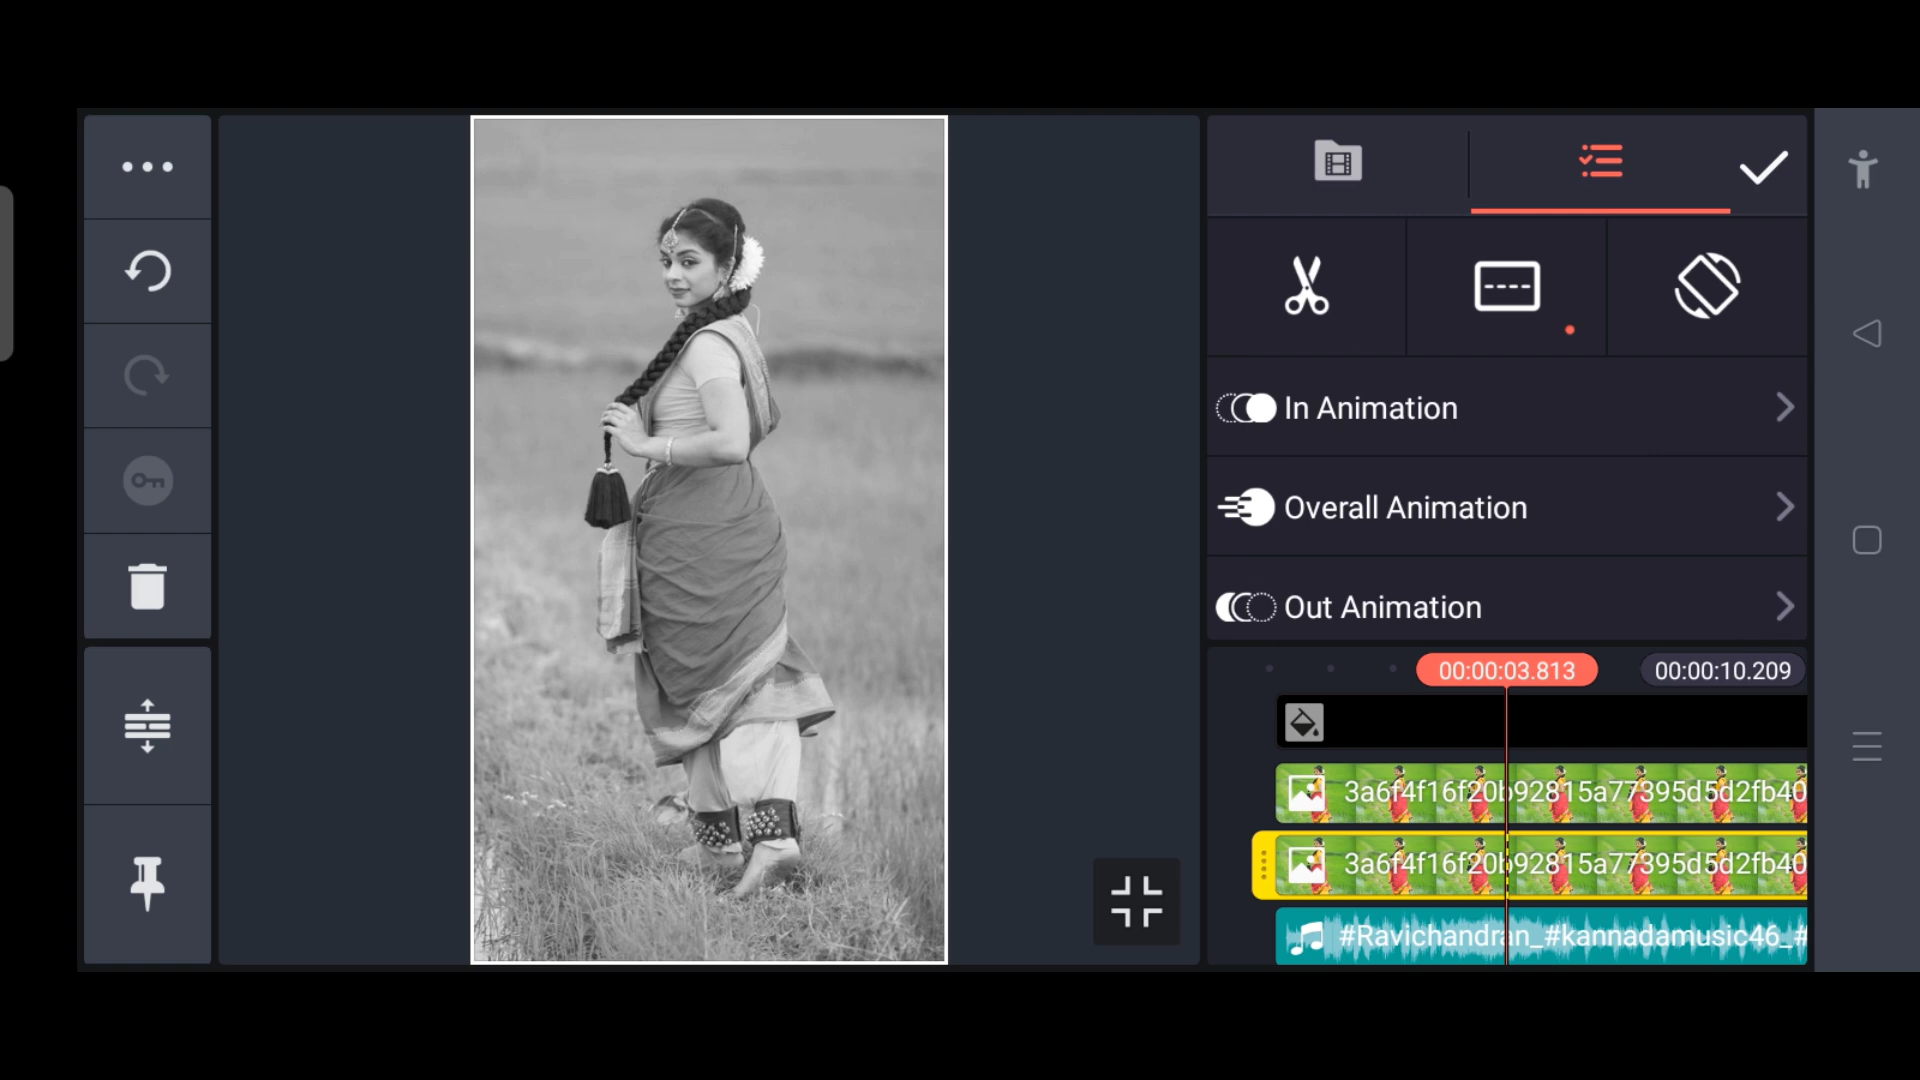 In Animation
Overall Animation
Out Animation
00:00:03.813
00:00:10.209
3a6f4f16f20b92815a77395d5d2fb40
3a6f4f16f20b92815a77395d5d2fb40
#Ravichandran_#kannadamusic46_#